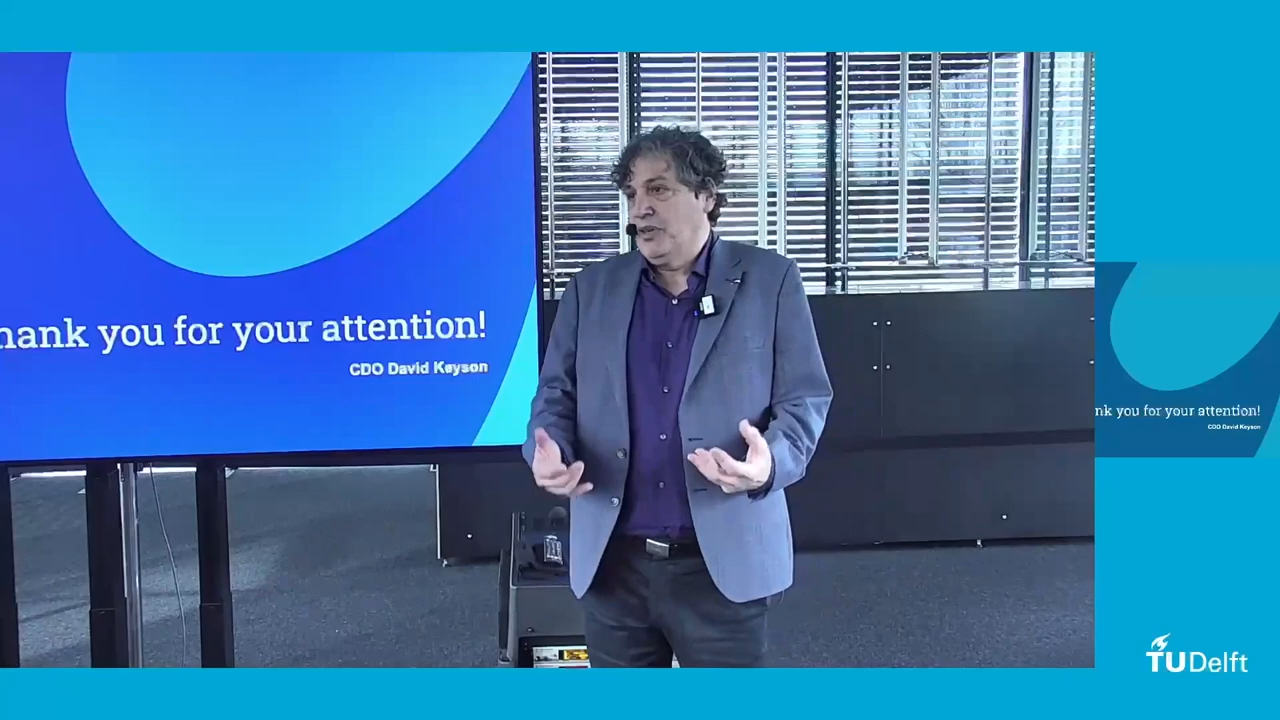 hank you for your attention!
CDO David Keyson
nk you for your attention!
CDO David Keyson
TUDelft